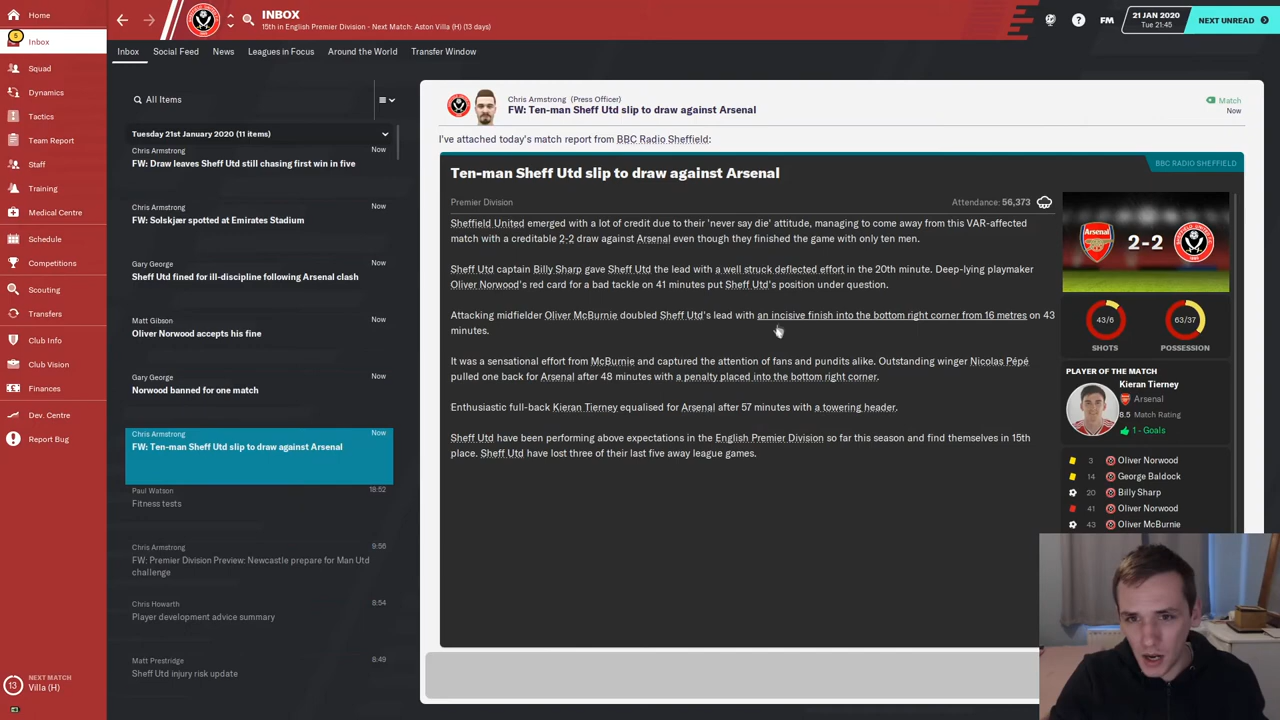 Home
5
Inbox
Squad
Dynamics
Tactics
Team Report
Staff
Training
Medical Centre
Schedule
Competitions
Scouting
Transfers
Club Info
Club Vision
Finances
Dev. Centre
Report Bug
13
NEXT MATCH
Villa (H)
INBOX
15th in English Premier Division - Next Match: Aston Villa (H) (13 days)
?
FM
21 JAN 2020
Tue 21:45
NEXT UNREAD
Inbox
Social Feed
News
Leagues in Focus
Around the World
Transfer Window
All Items
Tuesday 21st January 2020 (11 items)
Chris Armstrong
Now
FW: Draw leaves Sheff Utd still chasing first win in five
Chris Armstrong
Now
FW: Solskjær spotted at Emirates Stadium
Gary George
Now
Sheff Utd fined for ill-discipline following Arsenal clash
Matt Gibson
Now
Oliver Norwood accepts his fine
Gary George
Now
Norwood banned for one match
Chris Armstrong
Now
FW: Ten-man Sheff Utd slip to draw against Arsenal
Paul Watson
18:52
Fitness tests
Chris Armstrong
9:56
FW: Premier Division Preview: Newcastle prepare for Man Utd
challenge
Chris Howarth
8:54
Player development advice summary
Matt Prestridge
8:49
Sheff Utd injury risk update
Chris Armstrong (Press Officer)
FW: Ten-man Sheff Utd slip to draw against Arsenal
Match
Now
I've attached today's match report from BBC Radio Sheffield:
BBC RADIO SHEFFIELD
Ten-man Sheff Utd slip to draw against Arsenal
Premier Division
Attendance: 56,373
Sheffield United emerged with a lot of credit due to their 'never say die' attitude, managing to come away from this VAR-affected
match with a creditable 2-2 draw against Arsenal even though they finished the game with only ten men.
Sheff Utd captain Billy Sharp gave Sheff Utd the lead with a well struck deflected effort in the 20th minute. Deep-lying playmaker
Oliver Norwood's red card for a bad tackle on 41 minutes put Sheff Utd's position under question.
Attacking midfielder Oliver McBurnie doubled Sheff Utd's lead with an incisive finish into the bottom right corner from 16 metres on 43
minutes.
It was a sensational effort from McBurnie and captured the attention of fans and pundits alike. Outstanding winger Nicolas Pépé
pulled one back for Arsenal after 48 minutes with a penalty placed into the bottom right corner.
Enthusiastic full-back Kieran Tierney equalised for Arsenal after 57 minutes with a towering header.
Sheff Utd have been performing above expectations in the English Premier Division so far this season and find themselves in 15th
place. Sheff Utd have lost three of their last five away league games.
Arsenal
2-2
43/6
SHOTS
63/37
POSSESSION
PLAYER OF THE MATCH
Kieran Tierney
Arsenal
8.5 Match Rating
1 - Goals
3 Oliver Norwood
14 George Baldock
20 Billy Sharp
41 Oliver Norwood
43 Oliver McBurnie